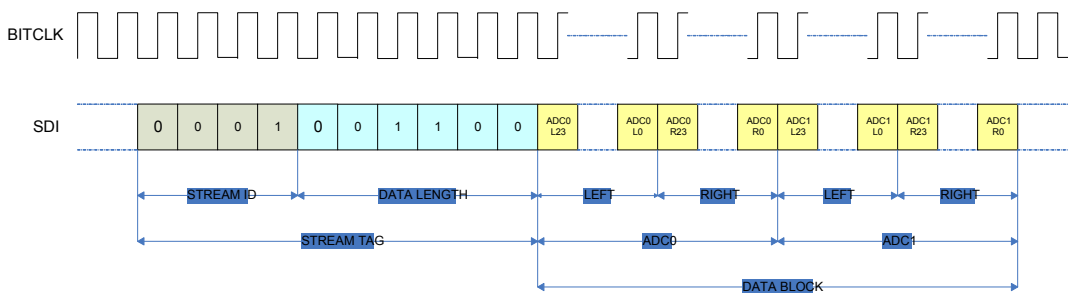 BITCLK
SDI
0 0 0 1 0 0 1 1 0 0
ADC0 L23
ADC0 L0
ADC0 R23
ADC0 R0
ADC1 L23
ADC1 L0
ADC1 R23
ADC1 R0
STREAM ID DATA LENGTH LEFT RIGHT LEFT RIGHT
STREAM TAG ADC0 ADC1
DATA BLOCK